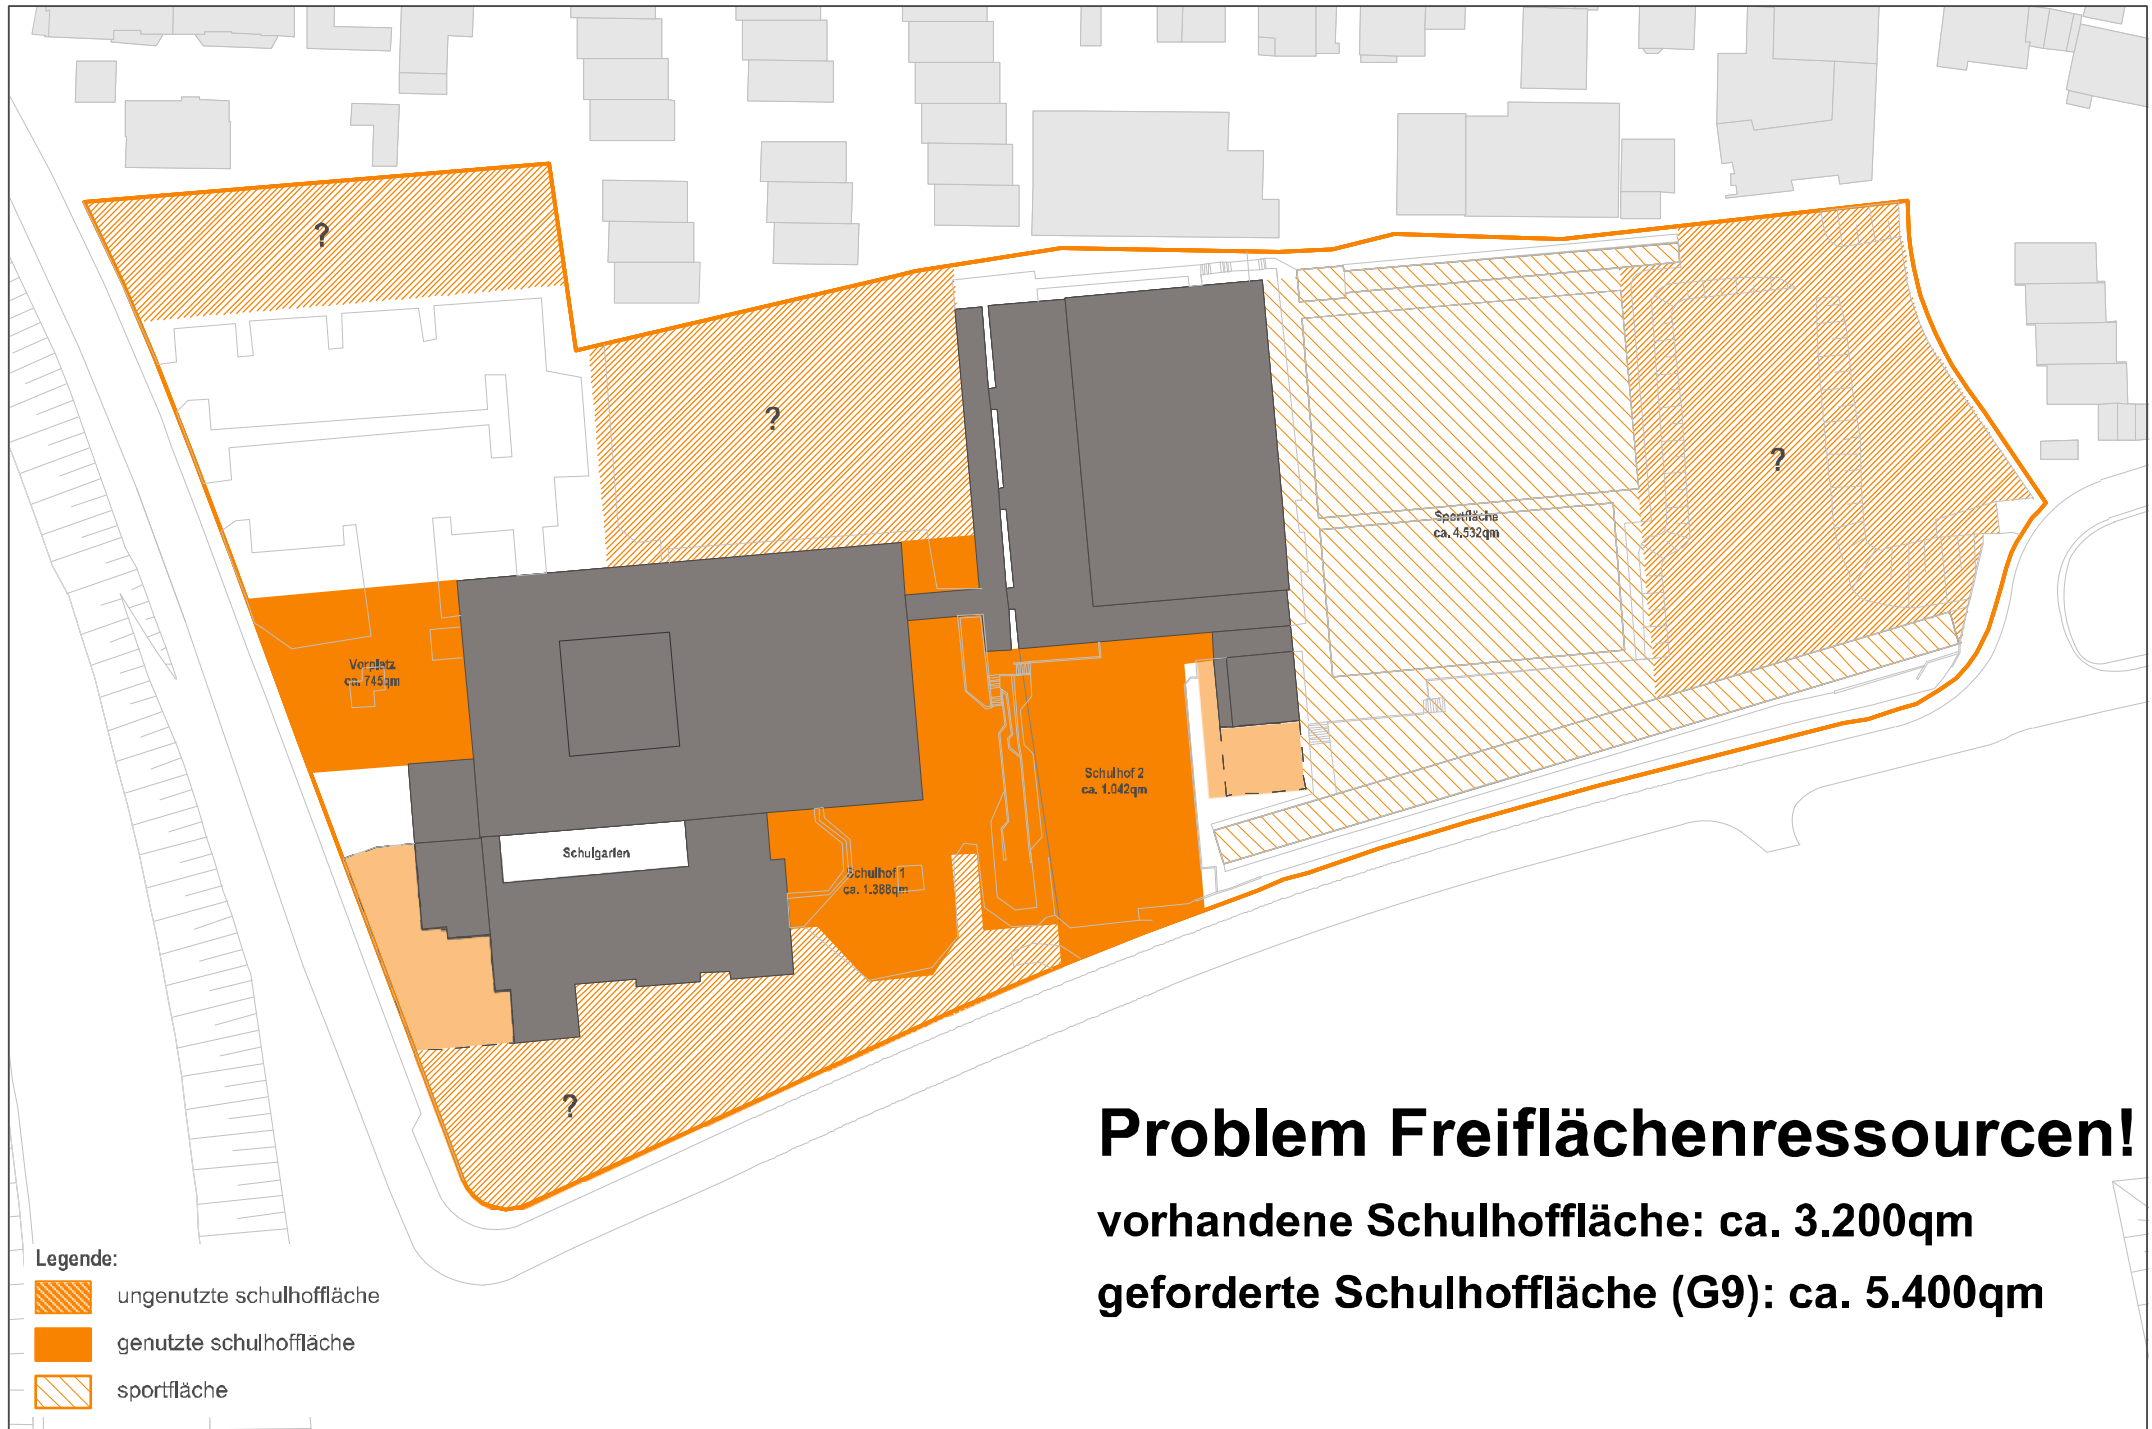 ?
?
?
Sportfläche
ca. 4.532qm
Vorplatz
ca. 745qm
Schulhof 2
ca. 1.042qm
Schulgarten
Schulhof 1
ca. 1.388qm
?
Problem Freiflächenressourcen!
vorhandene Schulhoffläche: ca. 3.200qm
geforderte Schulhoffläche (G9): ca. 5.400qm
Legende:
ungenutzte schulhoffläche
genutzte schulhoffläche
sportfläche